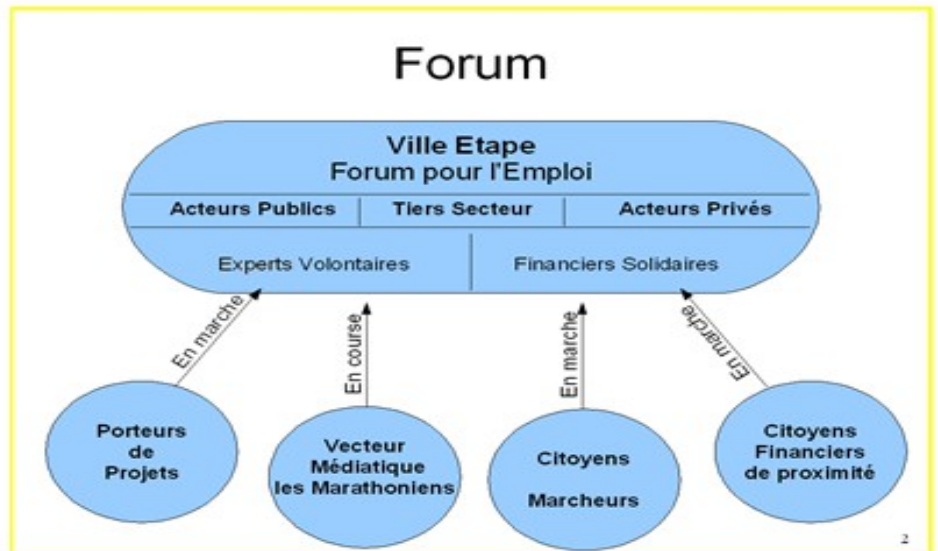 Forum
Ville Etape
Forum pour l'Emploi
Acteurs Publics
Tiers Secteur
Acteurs Privés
Experts Volontaires
Financiers Solidaires
En marche
En course
En marche
En marche
Porteurs
de
Projets
Vecteur
Médiatique
les Marathoniens
Citoyens
Marcheurs
Citoyens
Financiers
de proximité
2